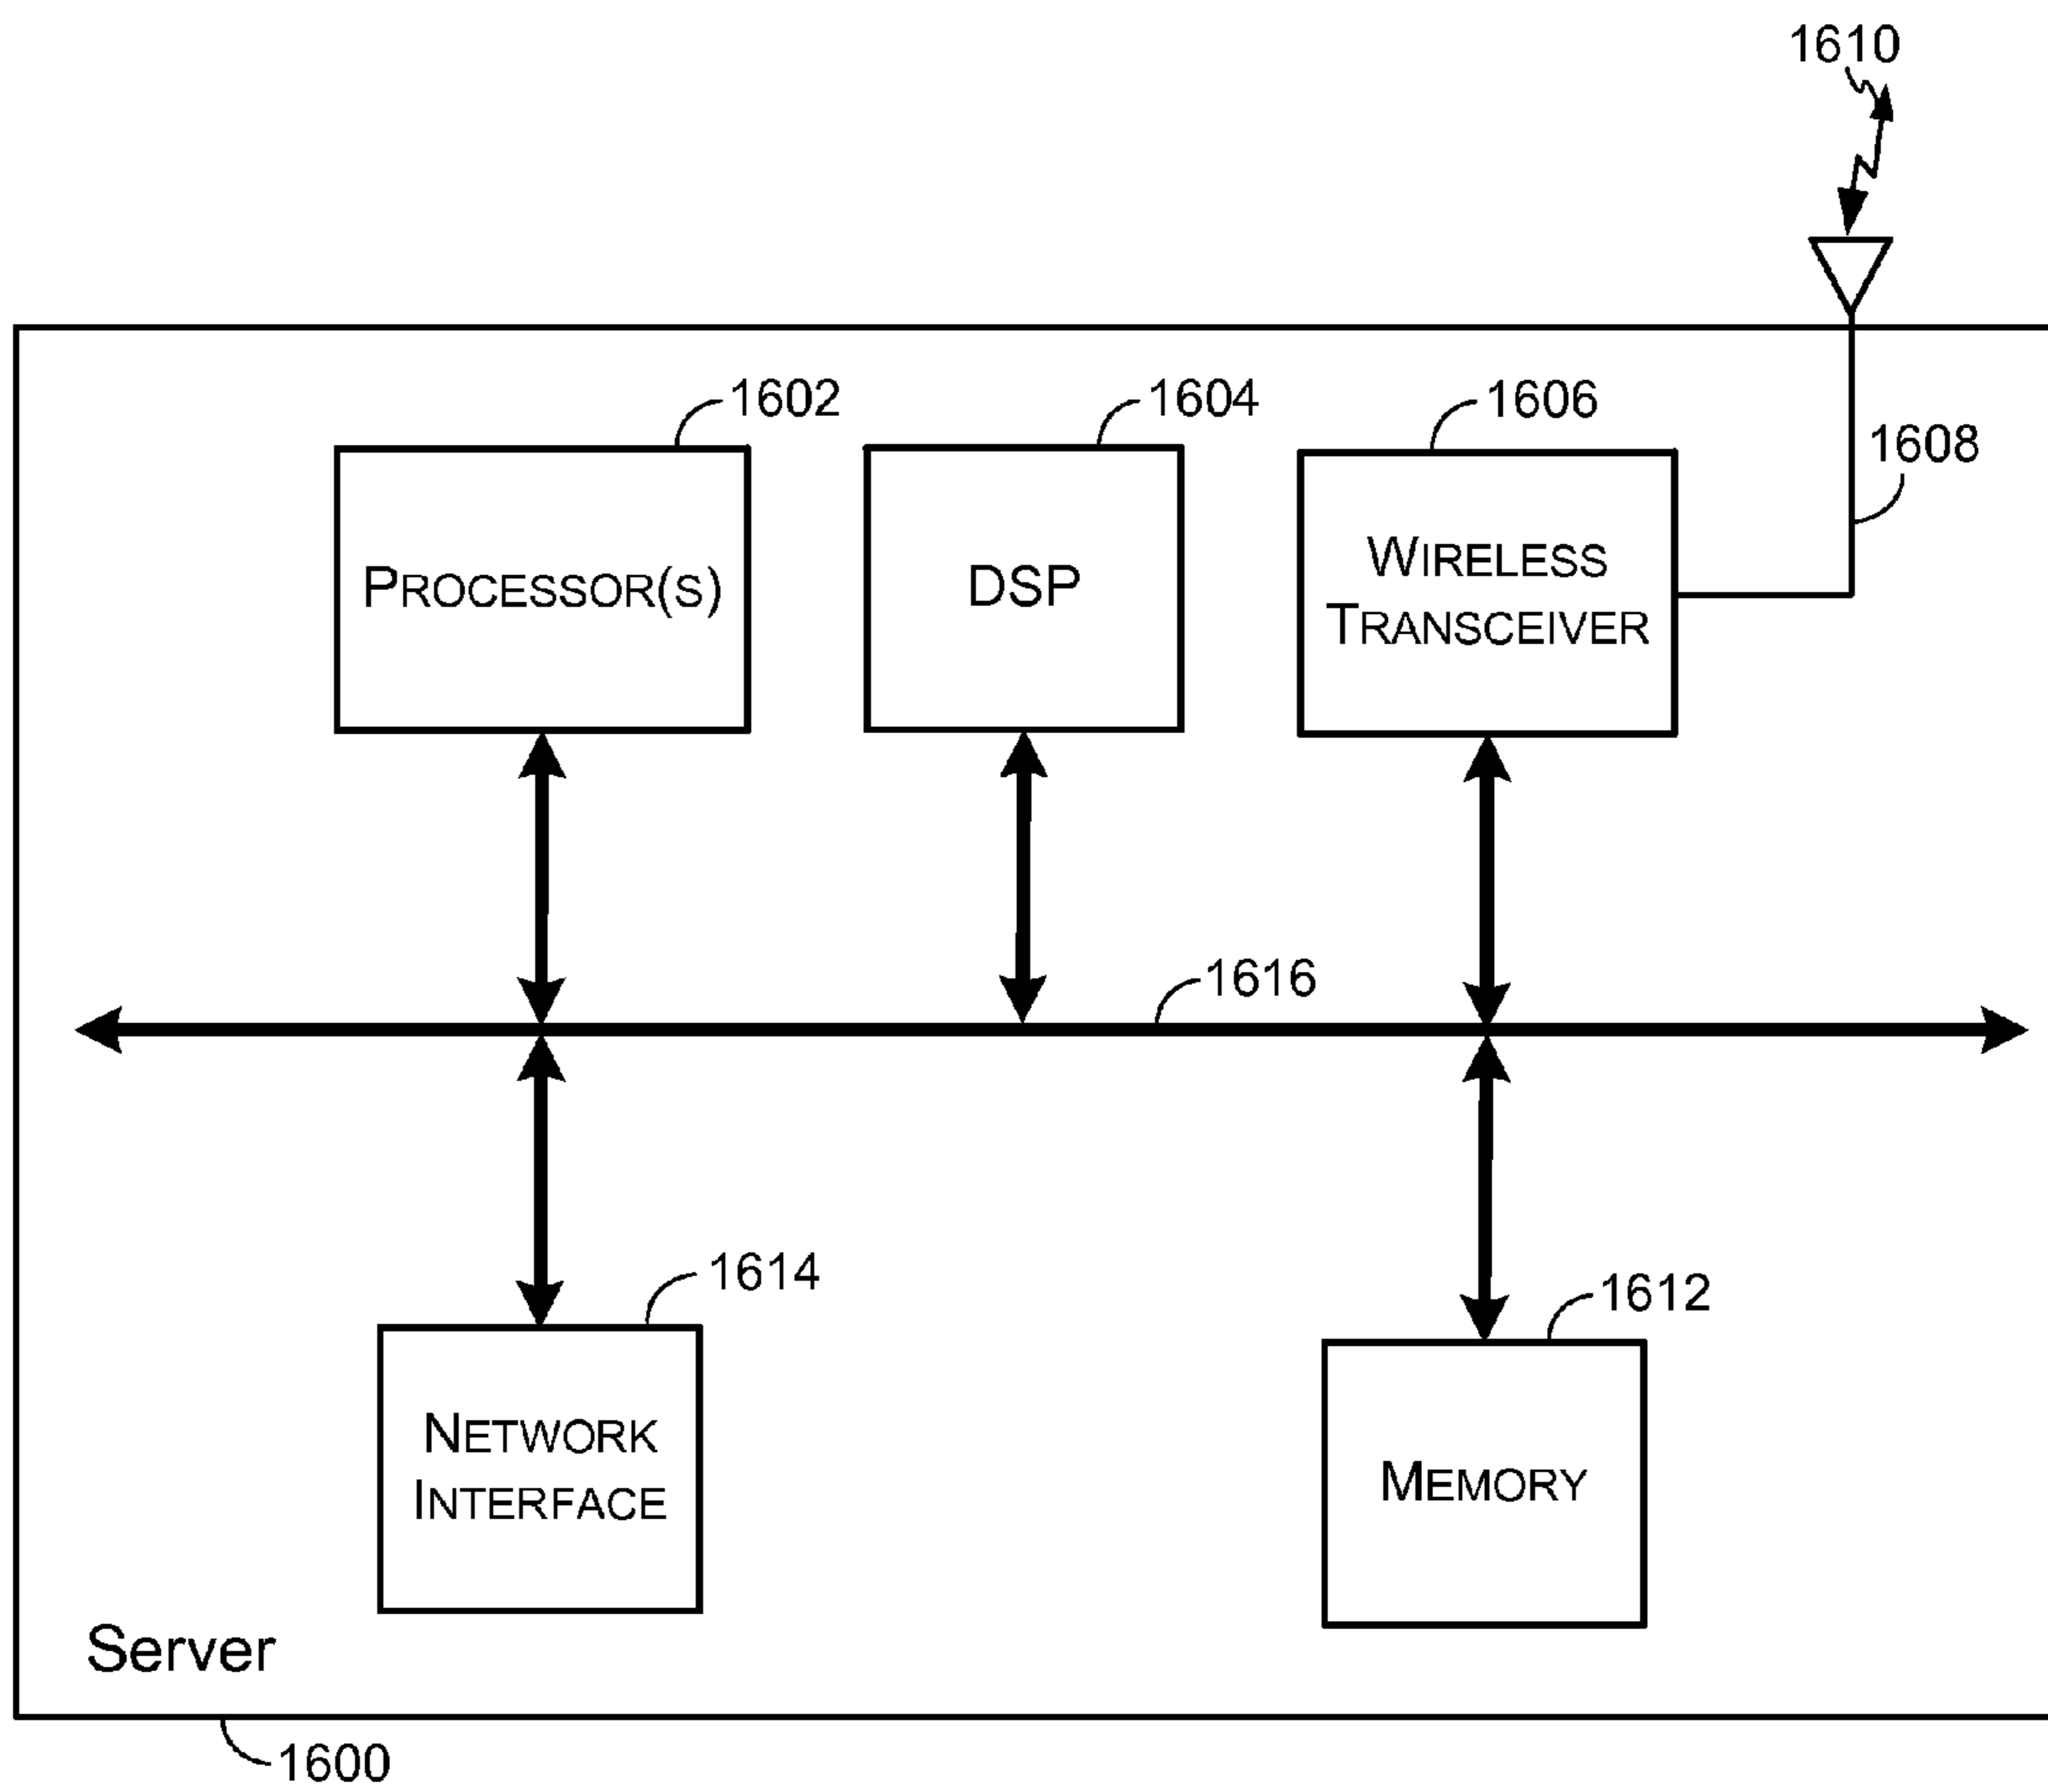 1610
1602
1604
1606
1608
PROCESSOR(S)
DSP
WIRELESS
TRANSCEIVER
1616
1614
1612
NETWORK
INTERFACE
MEMORY
Server
1600